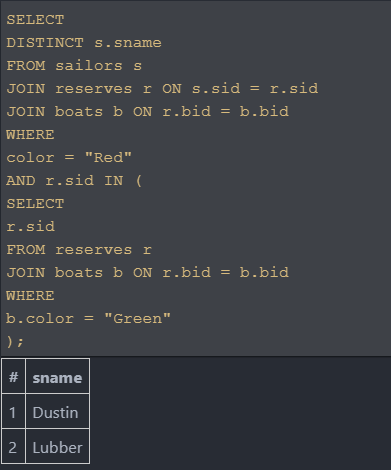 SELECT
DISTINCT s.sname
FROM sailors s
JOIN reserves r ON s.sid = r.sid
JOIN boats b ON r.bid = b.bid
WHERE
color = "Red"
AND r.sid IN (
SELECT
r.sid
FROM reserves r
JOIN boats b ON r.bid = b.bid
WHERE
b.color = "Green"
);
# sname
1 Dustin
2 Lubber